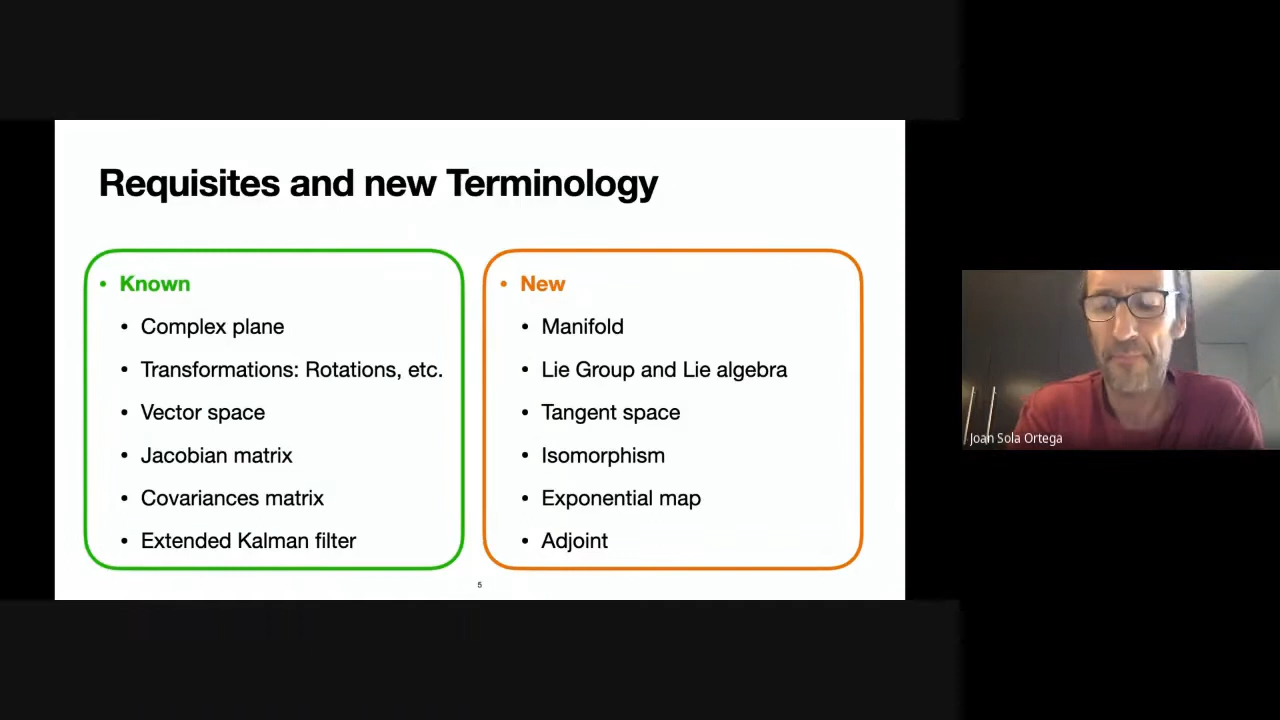 Requisites and new Terminology
• Known
• Complex plane
• Transformations: Rotations, etc.
• Vector space
• Jacobian matrix
• Covariances matrix
• Extended Kalman filter
• New
• Manifold
• Lie Group and Lie algebra
• Tangent space
• Isomorphism
• Exponential map
• Adjoint
5
Joan Sola Ortega